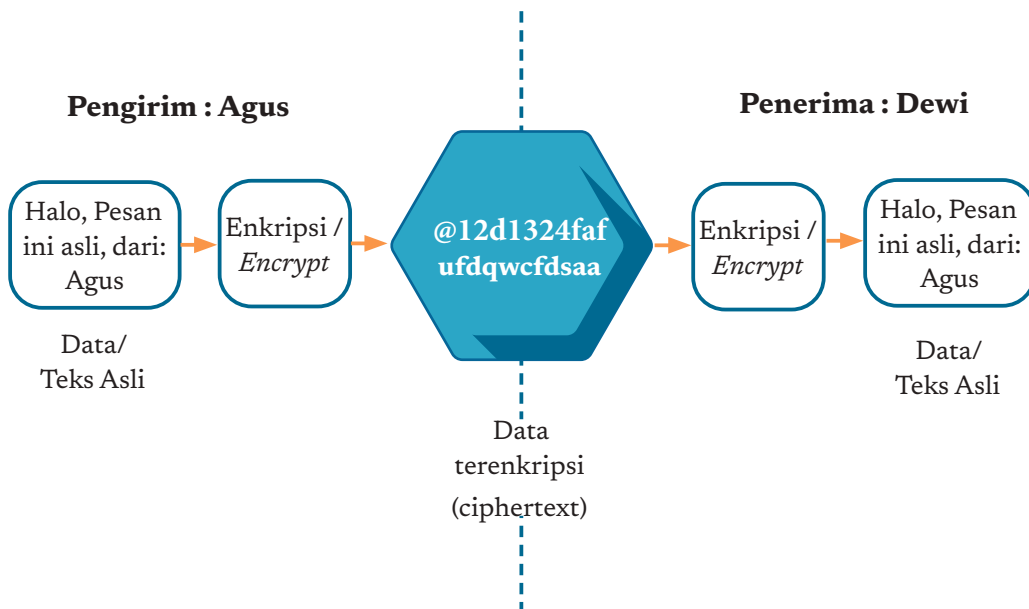 Pengirim : Agus
Penerima : Dewi
Halo, Pesan
ini asli, dari:
Agus
Enkripsi /
Encrypt
@12d1324faf
ufdqwcfdsaa
Enkripsi /
Encrypt
Halo, Pesan
ini asli, dari:
Agus
Data/
Teks Asli
Data/
Teks Asli
Data
terenkripsi
(ciphertext)